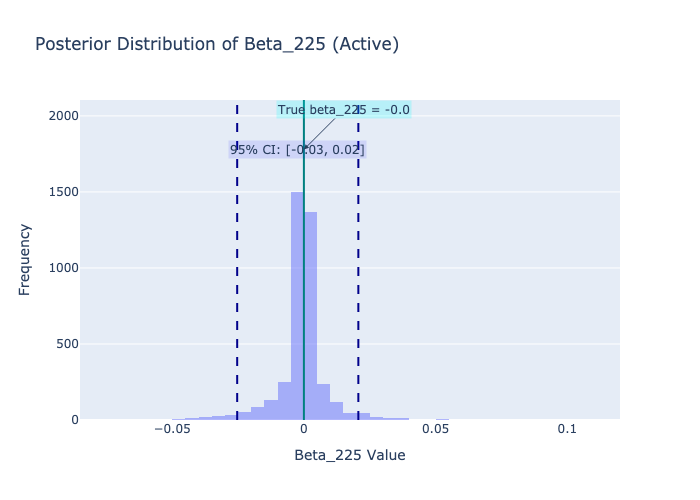 Posterior Distribution of Beta_225 (Active)
True beta_225 = -0.0
95% CI: [-0.03, 0.02]
2000
1500
1000
500
0
Frequency
−0.05
0
0.05
0.1
Beta_225 Value